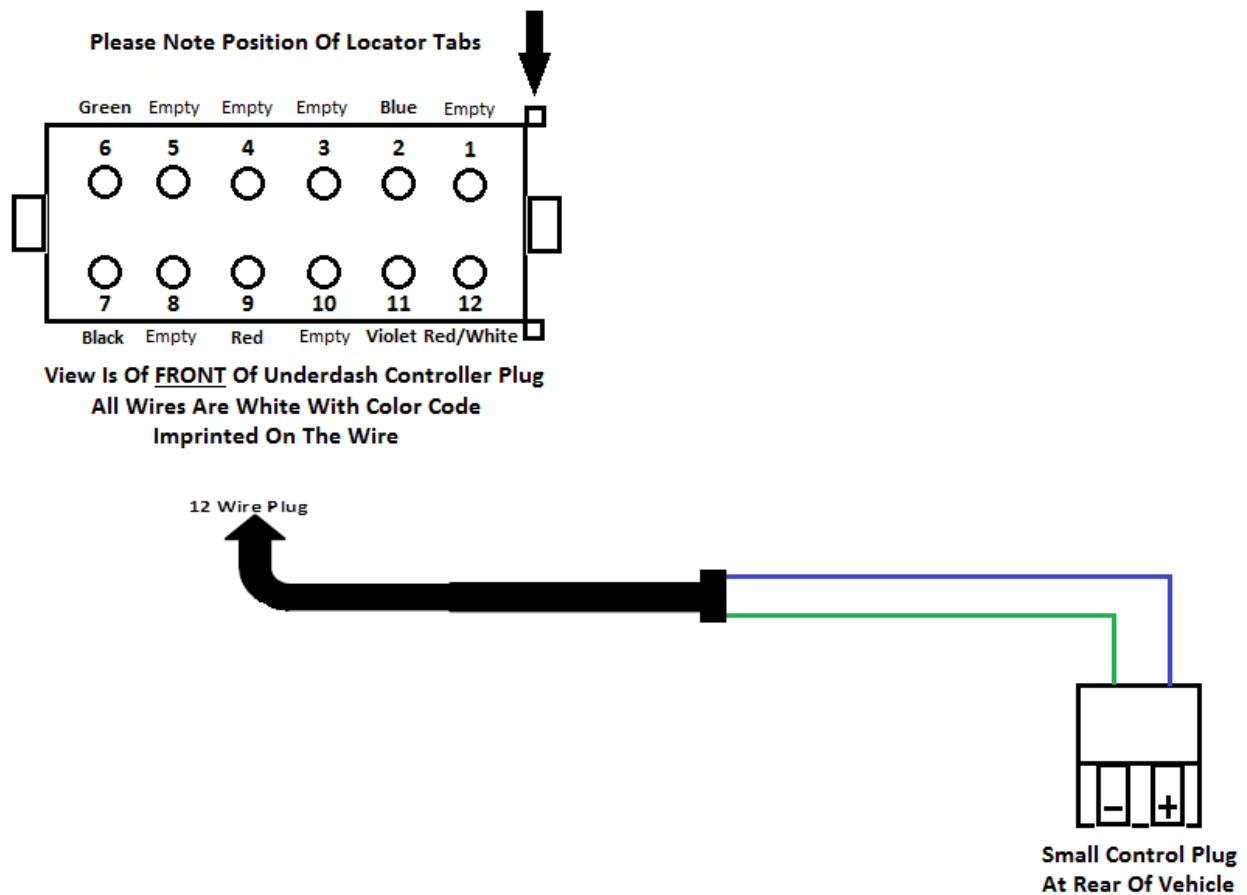 Please Note Position Of Locator Tabs
Green Empty Empty Empty Blue Empty
6 5 4 3 2 1
7 8 9 10 11 12
Black Empty Red Empty Violet Red/White
View Is Of FRONT Of Underdash Controller Plug
All Wires Are White With Color Code
Imprinted On The Wire
12 Wire Plug
− +
Small Control Plug
At Rear Of Vehicle